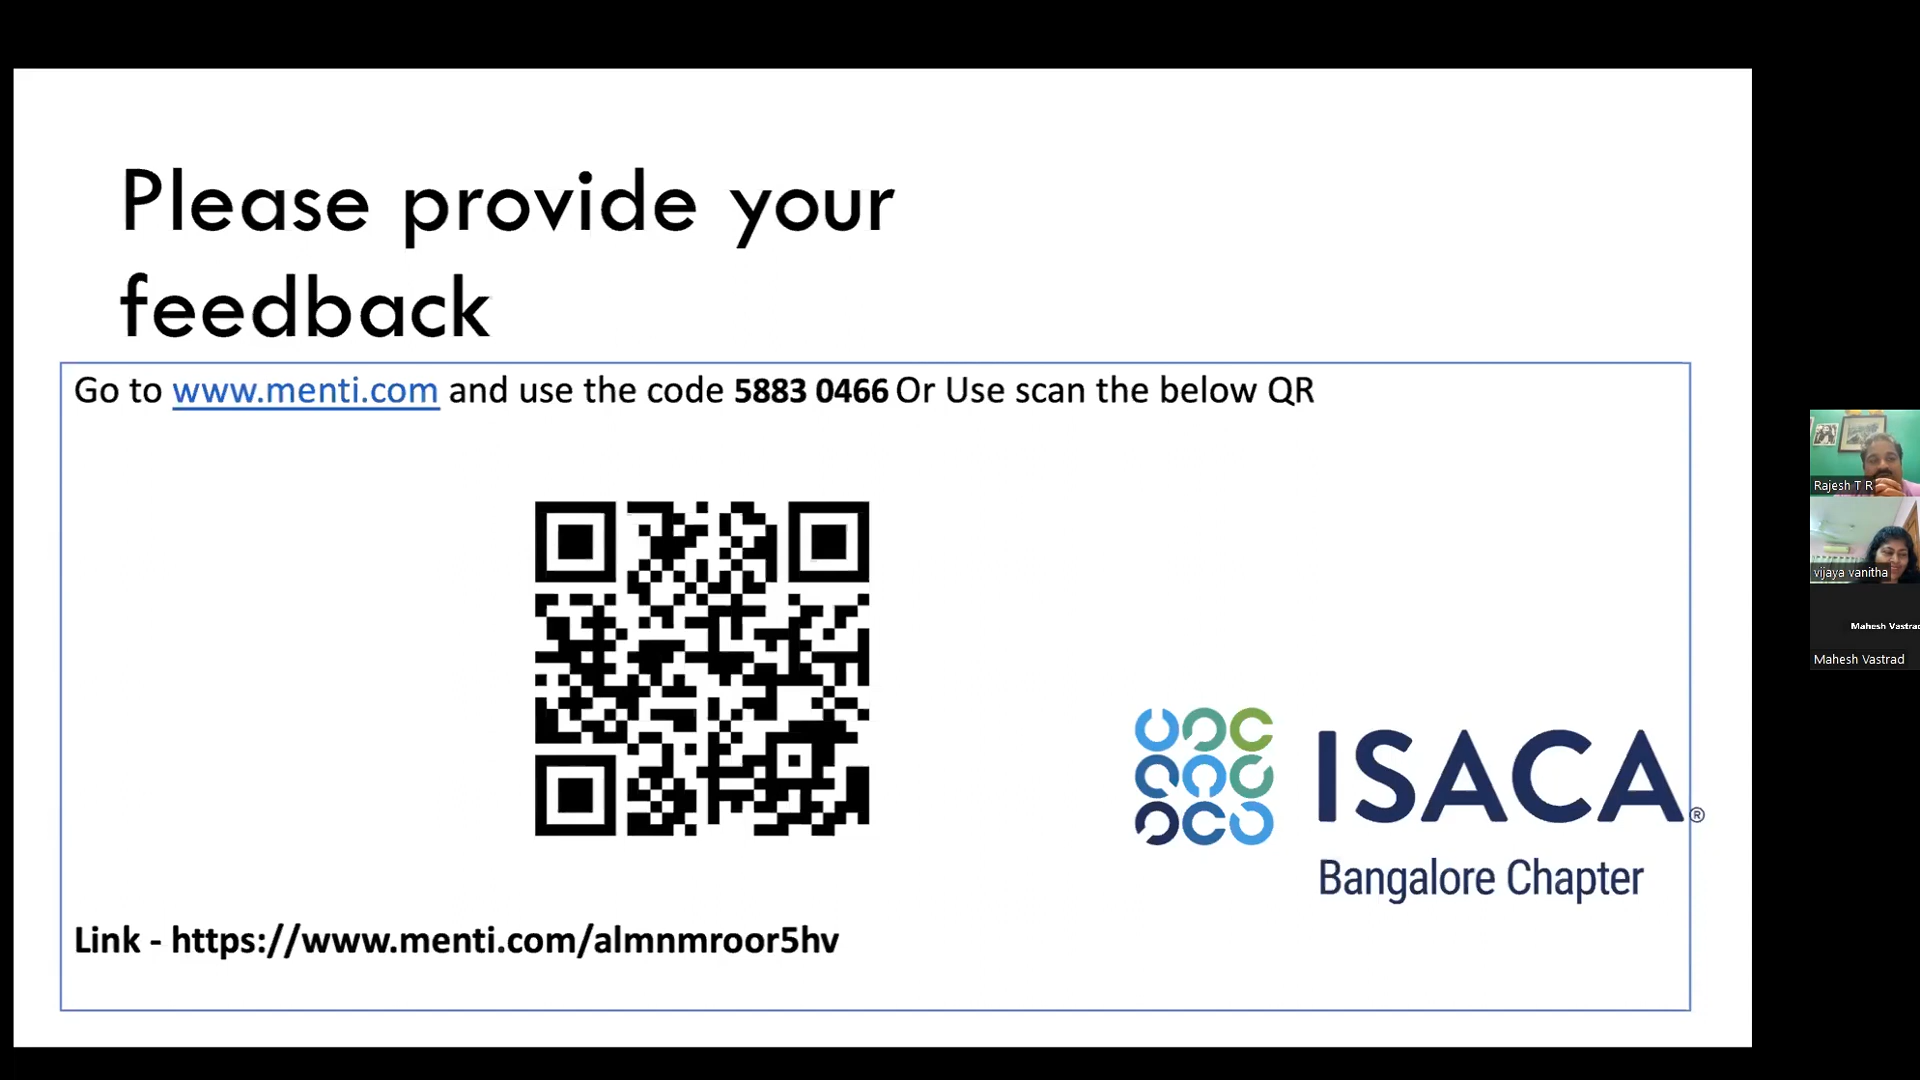 Please provide your
feedback
Go to www.menti.com and use the code 5883 0466 Or Use scan the below QR
Rajesh T R
vijaya vanitha
Mahesh Vastrad
Mahesh Vastrad
ISACA®
Bangalore Chapter
Link - https://www.menti.com/almnmroor5hv